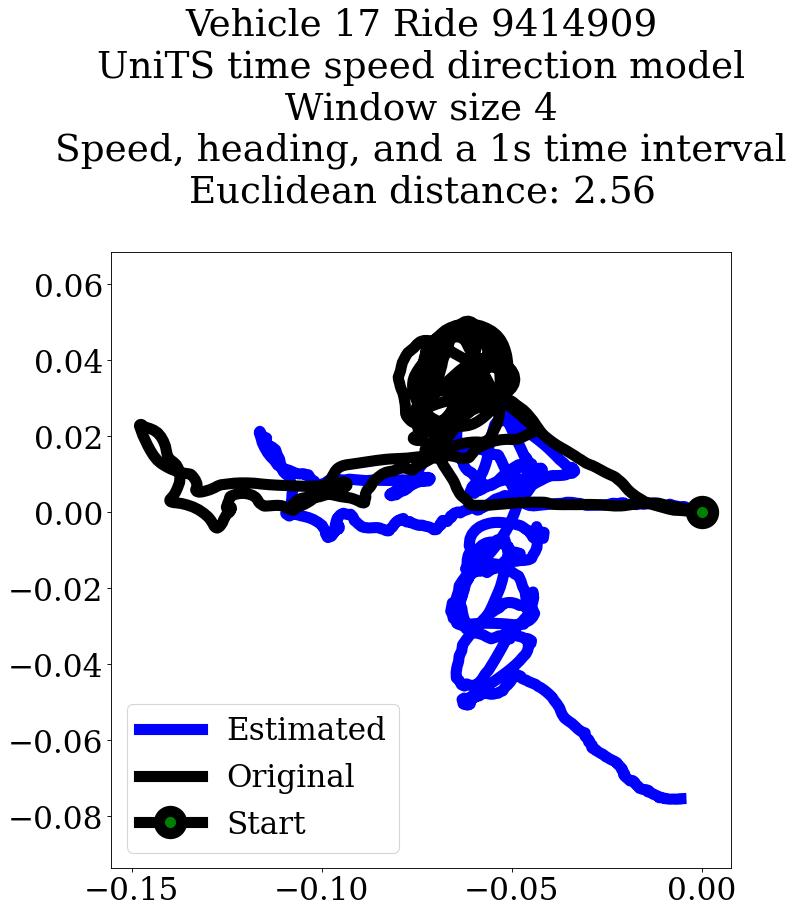 Vehicle 17 Ride 9414909
UniTS time speed direction model
Window size 4
Speed, heading, and a 1s time interval
Euclidean distance: 2.56
0.06
0.04
0.02
0.00
−0.02
−0.04
−0.06
−0.08
Estimated
Original
Start
−0.15
−0.10
−0.05
0.00